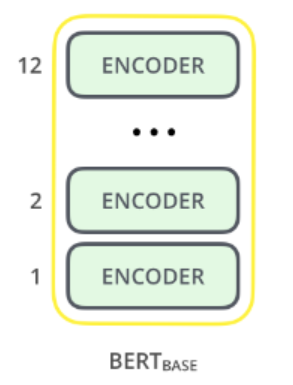 12 ENCODER
...
2 ENCODER
1 ENCODER
BERTBASE